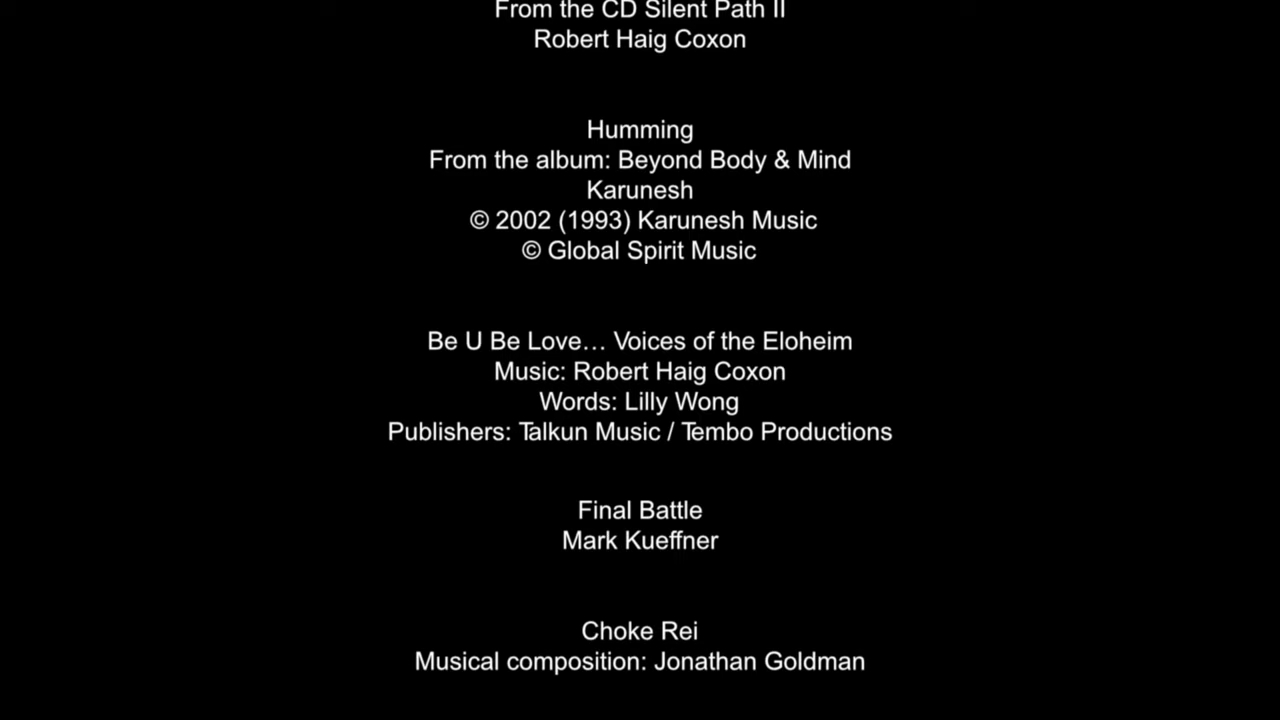 From the CD Silent Path II
Robert Haig Coxon
Humming
From the album: Beyond Body & Mind
Karunesh
© 2002 (1993) Karunesh Music
© Global Spirit Music
Be U Be Love… Voices of the Eloheim
Music: Robert Haig Coxon
Words: Lilly Wong
Publishers: Talkun Music / Tembo Productions
Final Battle
Mark Kueffner
Choke Rei
Musical composition: Jonathan Goldman